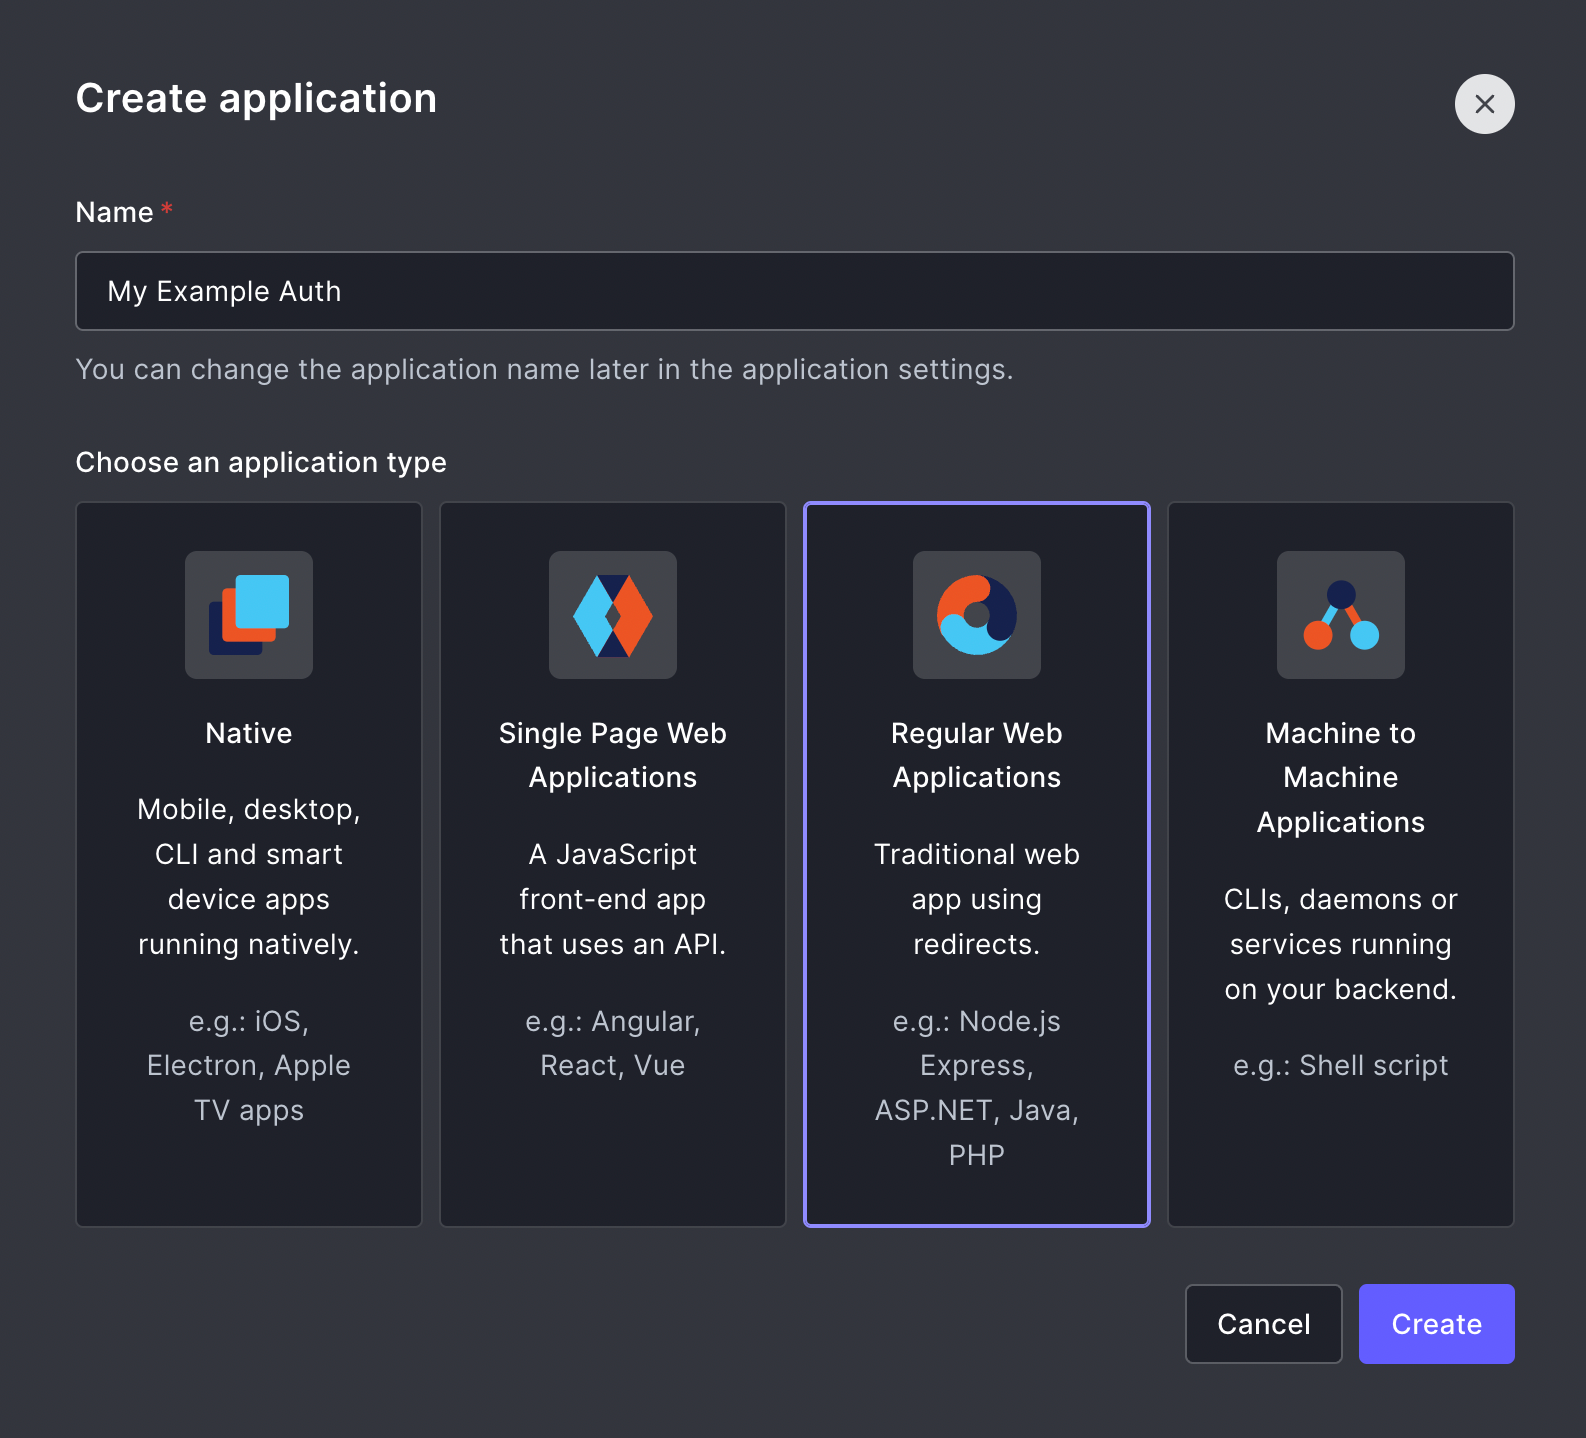 Create application
Name *
My Example Auth
You can change the application name later in the application settings.
Choose an application type
Native
Mobile, desktop,
CLI and smart
device apps
running natively.
e.g.: iOS,
Electron, Apple
TV apps
Single Page Web
Applications
A JavaScript
front-end app
that uses an API.
e.g.: Angular,
React, Vue
Regular Web
Applications
Traditional web
app using
redirects.
e.g.: Node.js
Express,
ASP.NET, Java,
PHP
Machine to
Machine
Applications
CLIs, daemons or
services running
on your backend.
e.g.: Shell script
Cancel
Create